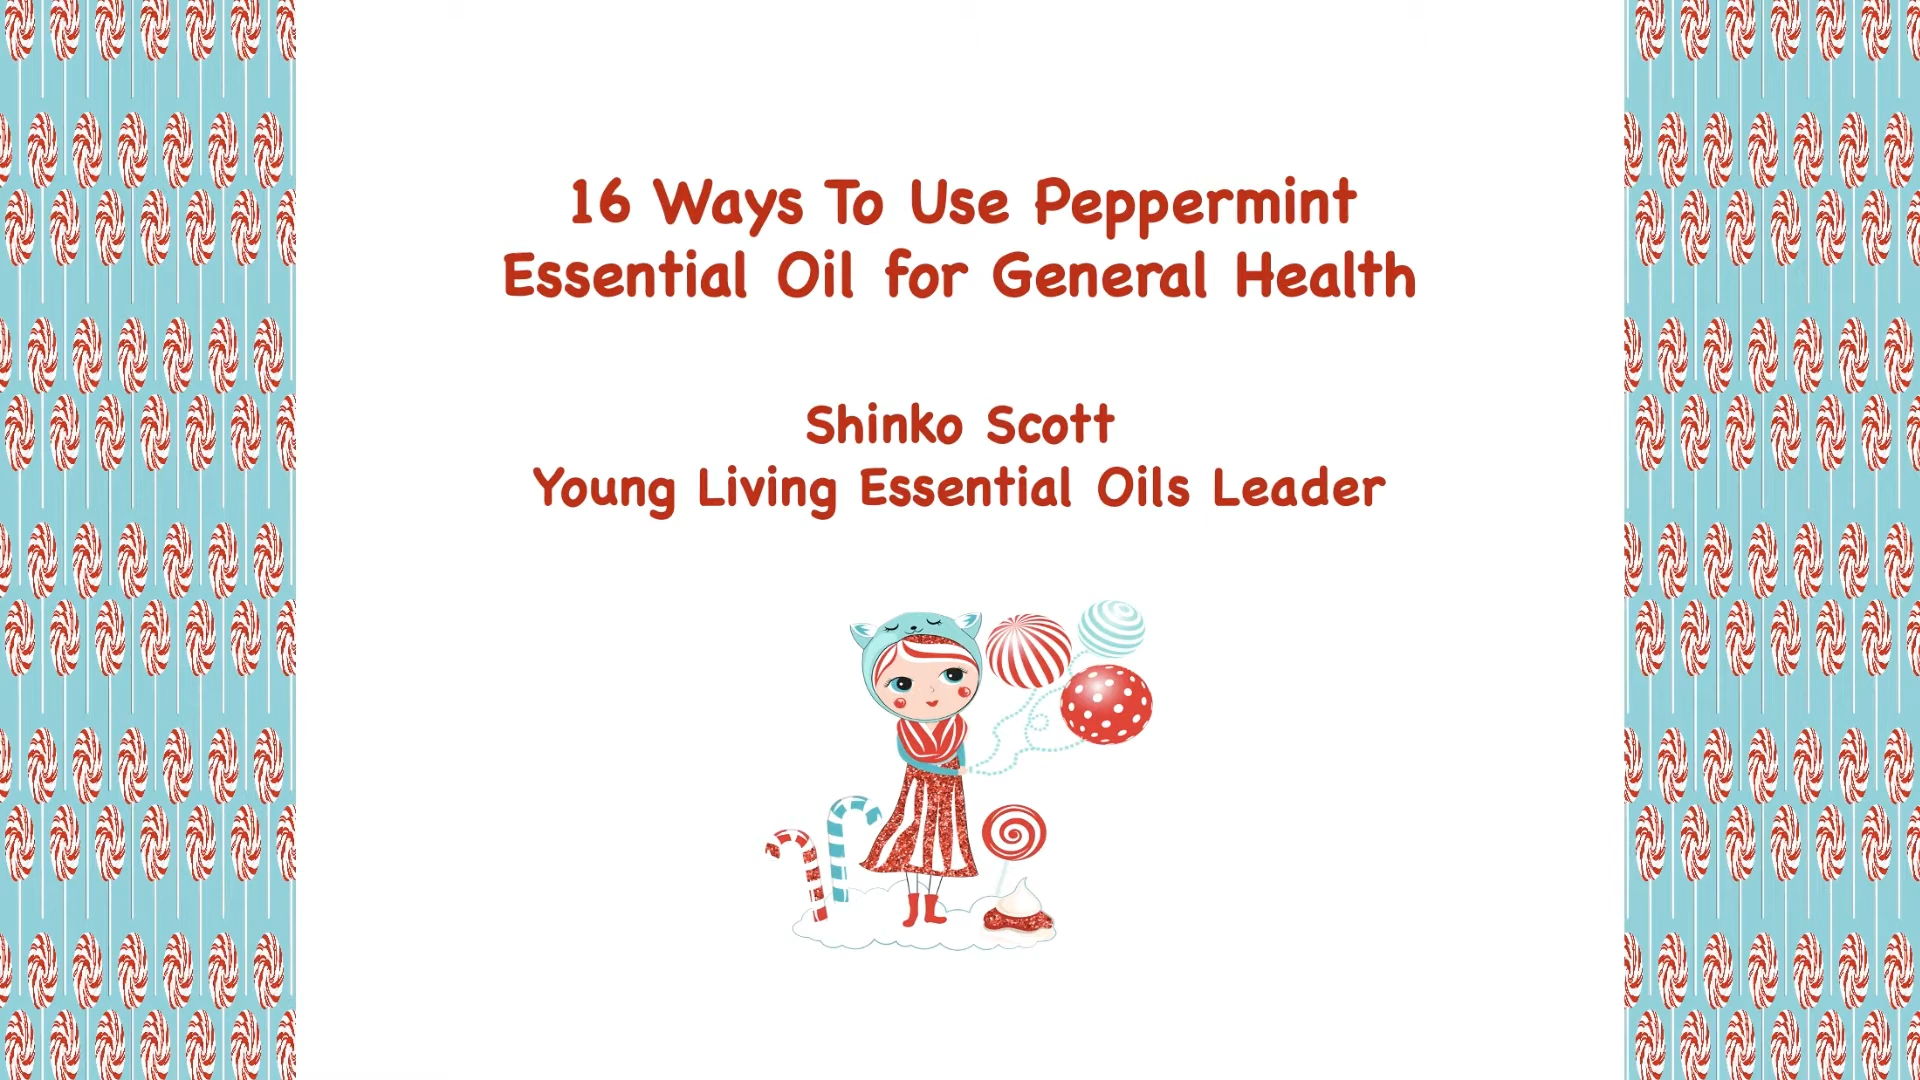 16 Ways To Use Peppermint
Essential Oil for General Health
Shinko Scott
Young Living Essential Oils Leader